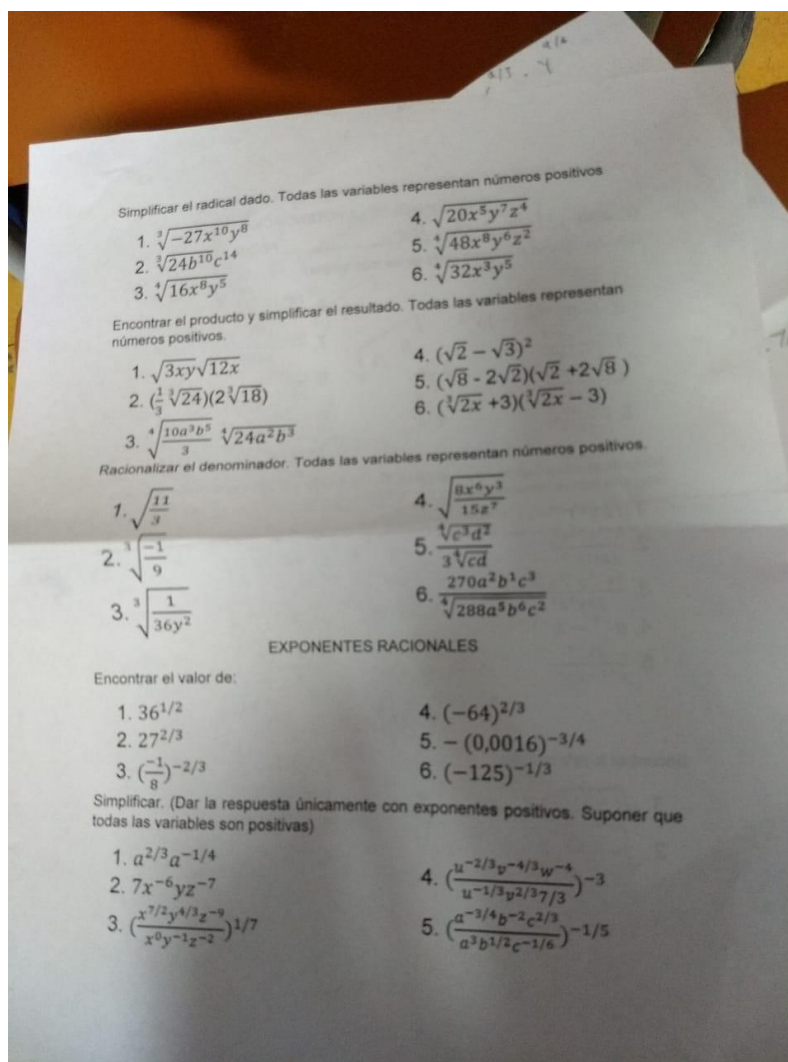 a/3 . y
Simplificar el radical dado. Todas las variables representan números positivos
1. ∛(-27x¹⁰y⁸)
4. √(20x⁵y⁷z⁴)
2. ∛(24b¹⁰)c¹⁴
5. ∜(48x⁸y⁶z²)
3. ∜(16x⁸y⁵)
6. ∜(32x³y⁵)
Encontrar el producto y simplificar el resultado. Todas las variables representan
números positivos.
1. √(3xy)√(12x)
4. (√2 − √3)²
2. (1/3 ∛24)(2∛18)
5. (√8 - 2√2)(√2 +2√8 )
3. ∜(10a³b⁵/3) ∜(24a²b³)
6. (∛(2x) +3)(∛(2x) − 3)
Racionalizar el denominador. Todas las variables representan números positivos.
1. √(11/3)
4. √(8x⁶y³/15z⁷)
2. ∛(−1/9)
5. ∜(c³d²)/3∜(cd)
3. ∛(1/36y²)
6. 270a²b¹c³/∜(288a⁵b⁶c²)
EXPONENTES RACIONALES
Encontrar el valor de:
1. 36^1/2
4. (−64)^2/3
2. 27^2/3
5. − (0,0016)^−3/4
3. (−1/8)^−2/3
6. (−125)^−1/3
Simplificar. (Dar la respuesta únicamente con exponentes positivos. Suponer que
todas las variables son positivas)
1. a^2/3 a^−1/4
4. (u^−2/3 v^−4/3 w^−4 / u^−1/3 v^2/3 7/3)^−3
2. 7x^−6 yz^−7
3. (x^7/2 y^4/3 z^−9 / x^0 y^−1 z^−2)^1/7
5. (a^−3/4 b^−2 c^2/3 / a^3 b^1/2 c^−1/6)^−1/5